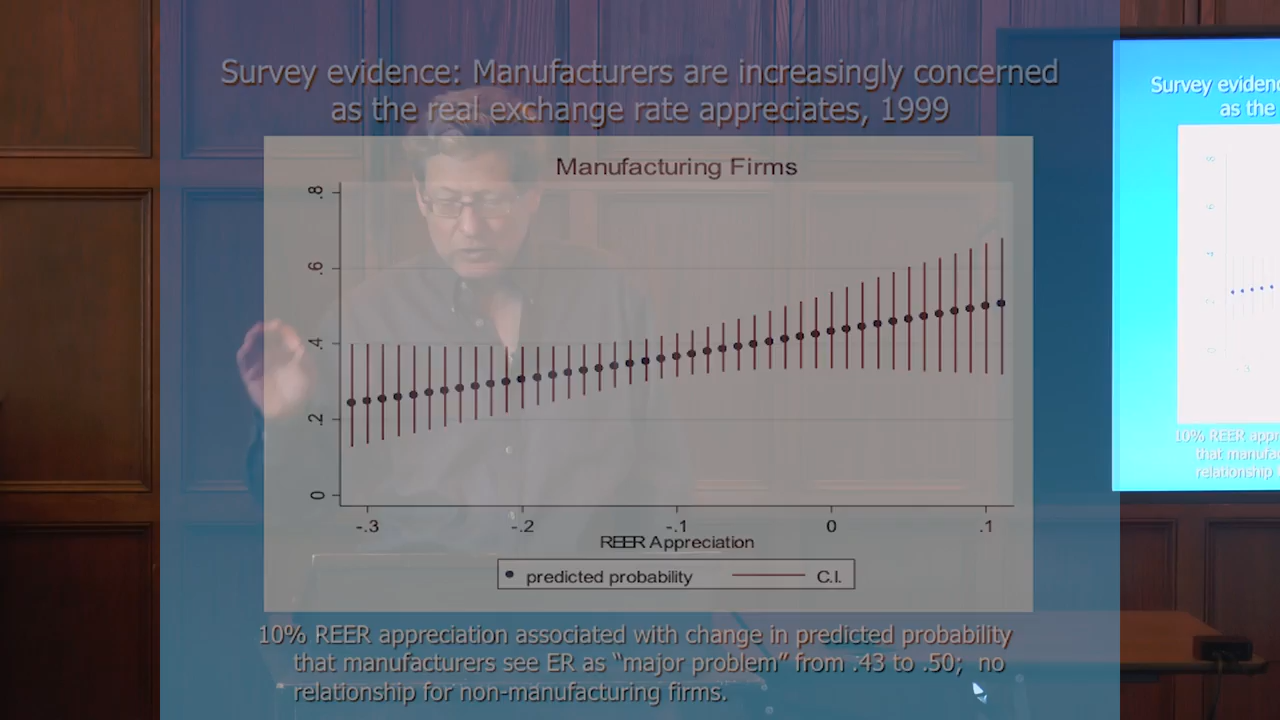 Survey evidence: Manufacturers are increasingly concerned
as the real exchange rate appreciates, 1999
Manufacturing Firms
.8
.6
.4
.2
0
-.3 -.2 -.1 0 .1
REER Appreciation
predicted probability C.I.
10% REER appreciation associated with change in predicted probability
that manufacturers see ER as “major problem” from .43 to .50; no
relationship for non-manufacturing firms.
Survey eviden
as the
10% REER appr
that manufa
relationship